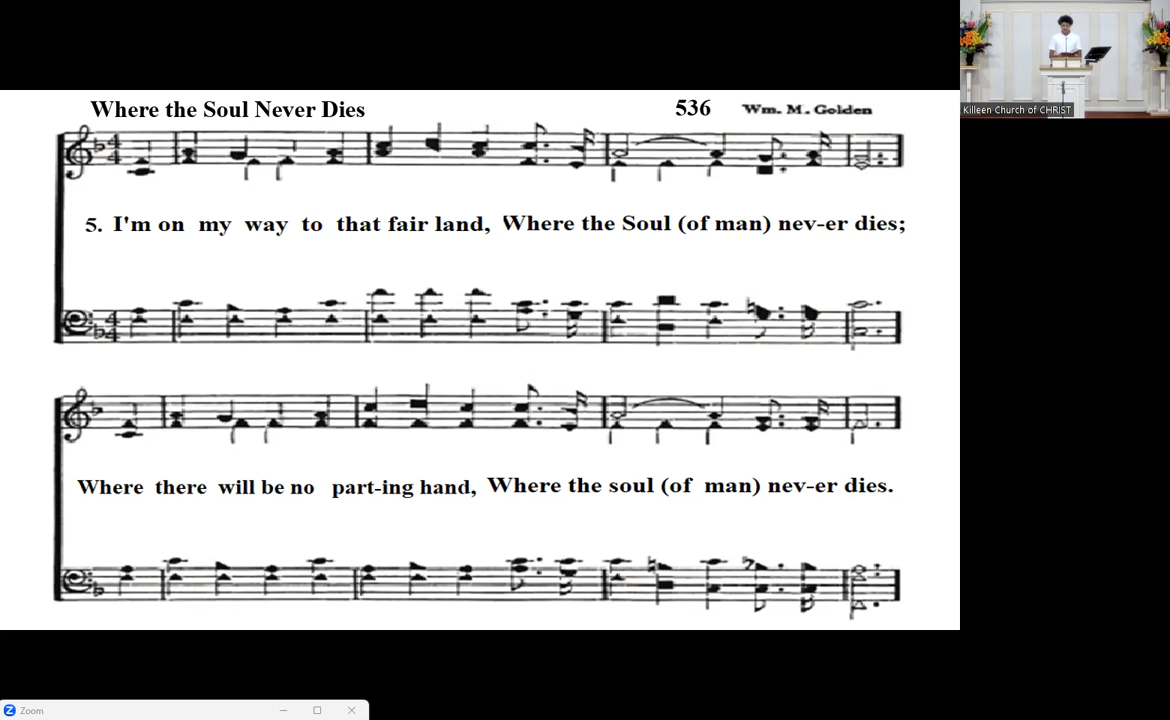 Where the Soul Never Dies 536 Wm. M. Golden
Killeen Church of CHRIST
5. I'm on my way to that fair land, Where the Soul (of man) nev-er dies;
Where there will be no part-ing hand, Where the soul (of man) nev-er dies.
Zoom